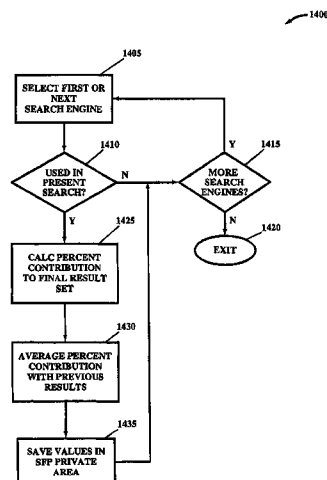 1400
1405
SELECT FIRST OR
NEXT
SEARCH ENGINE
1410
USED IN
PRESENT
SEARCH?
N
Y
1415
MORE
SEARCH
ENGINES?
Y
N
1420
EXIT
1425
CALC PERCENT
CONTRIBUTION
TO FINAL RESULT
SET
1430
AVERAGE PERCENT
CONTRIBUTION
WITH PREVIOUS
RESULTS
1435
SAVE VALUES IN
SFP PRIVATE
AREA